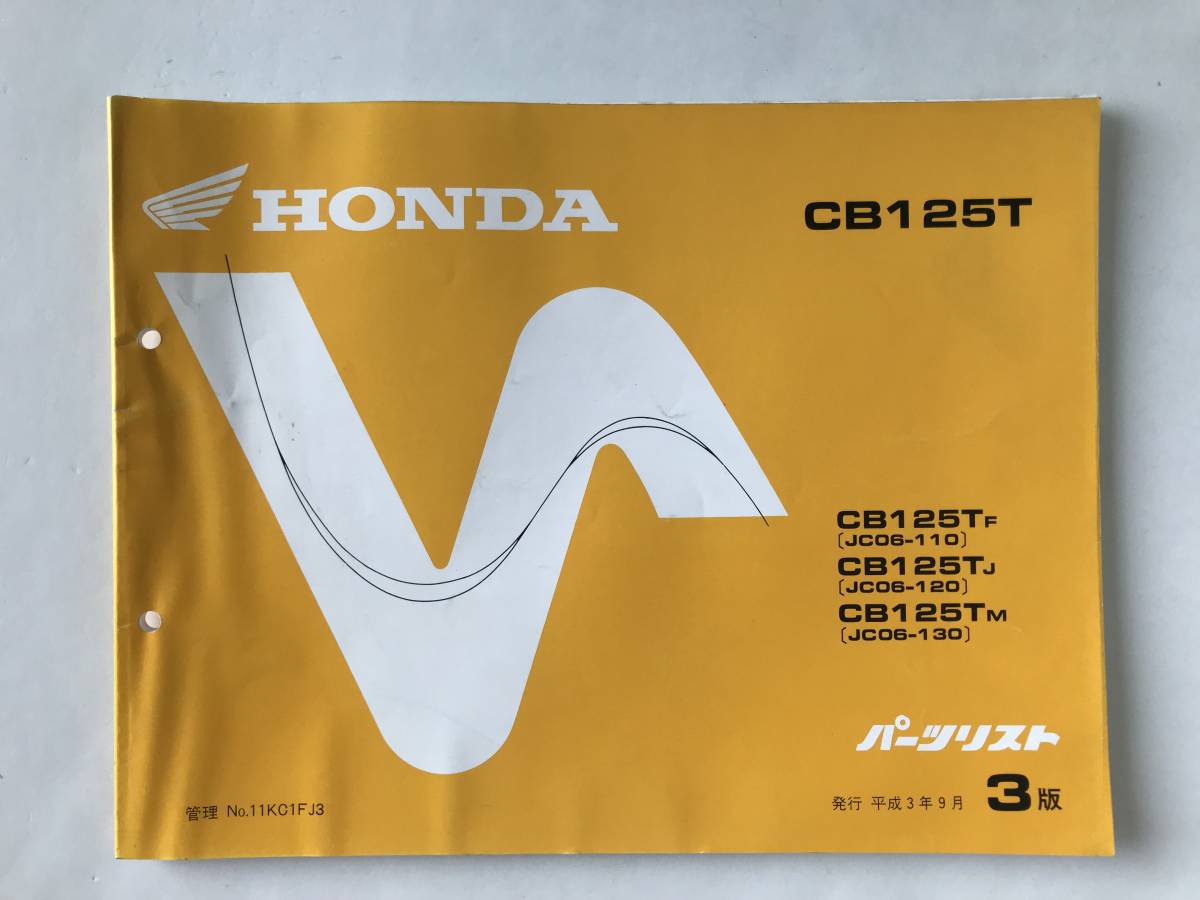 HONDA
CB125T
CB125TF
〔JC06-110〕
CB125TJ
〔JC06-120〕
CB125TM
〔JC06-130〕
パーツリスト
管理 No.11KC1FJ3
発行 平成3年9月 3版